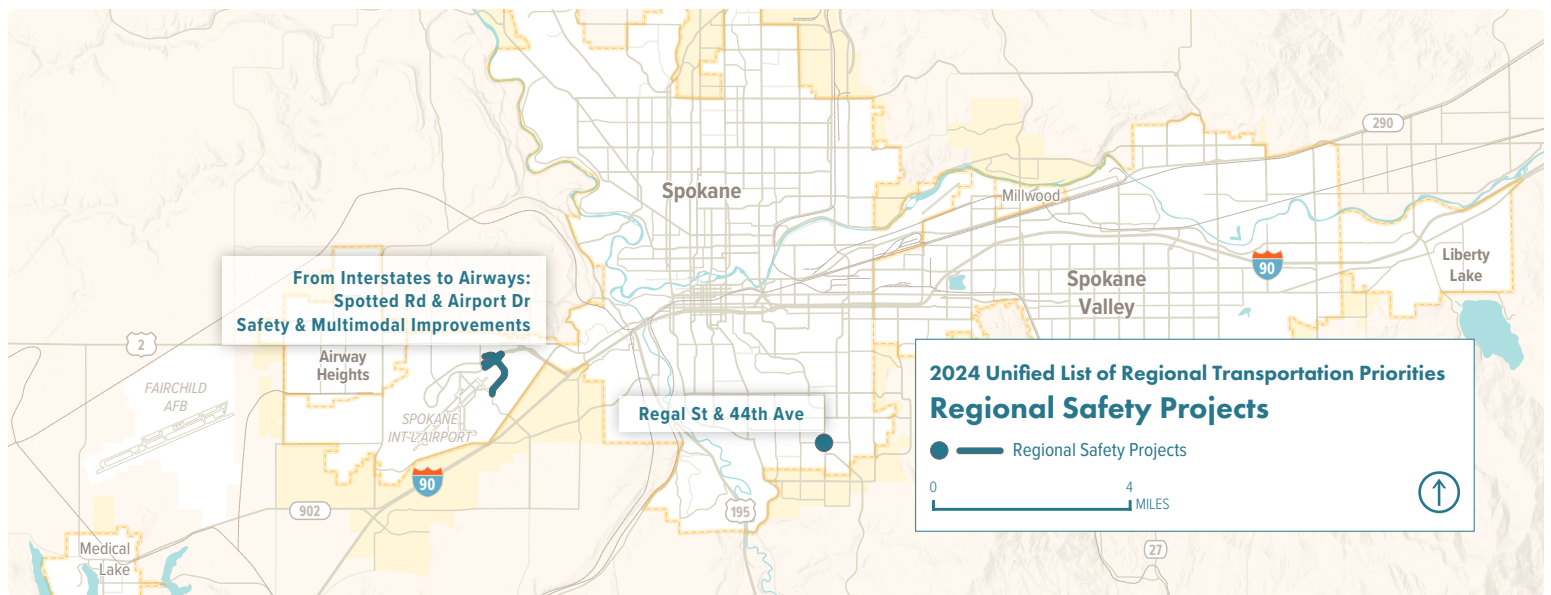 290
Spokane
Millwood
Liberty
Lake
90
Spokane
Valley
From Interstates to Airways:
Spotted Rd & Airport Dr
Safety & Multimodal Improvements
2
Airway
Heights
FAIRCHILD
AFB
SPOKANE
INT'L AIRPORT
Regal St & 44th Ave
90
902
195
Medical
Lake
27
2024 Unified List of Regional Transportation Priorities
Regional Safety Projects
Regional Safety Projects
0 4
MILES